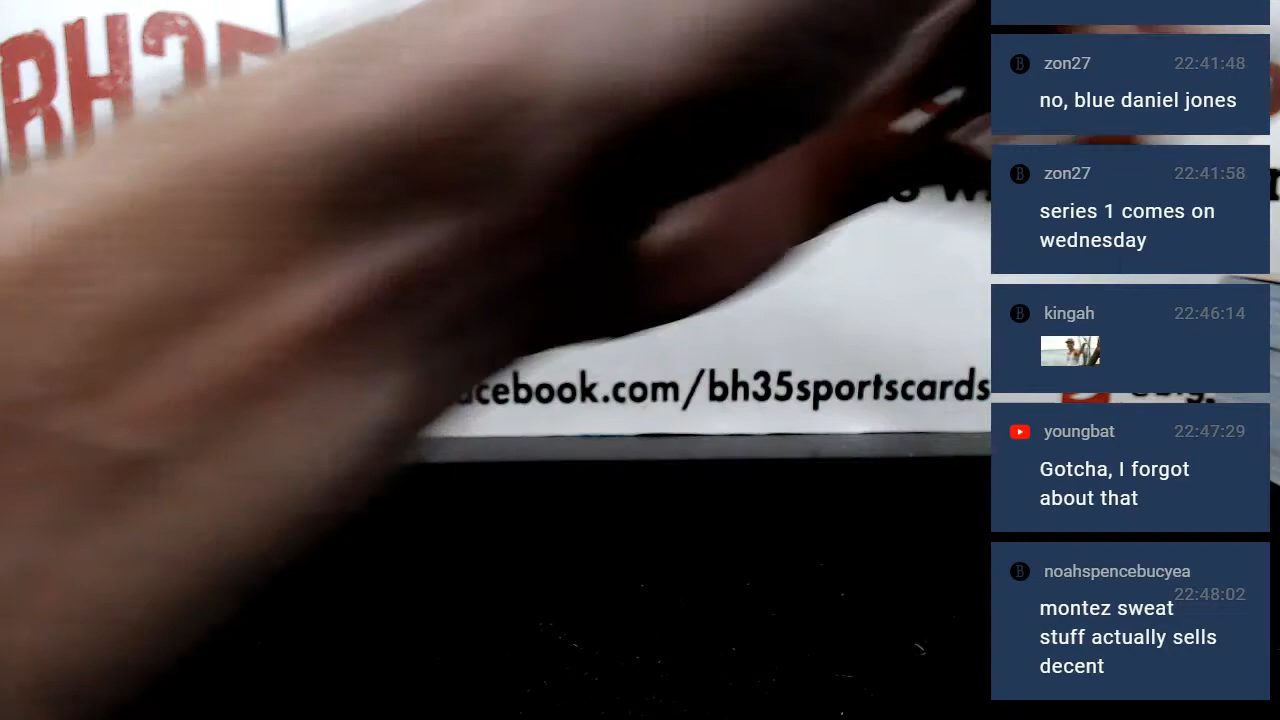 BH35
acebook.com/bh35sportscards
zon27 22:41:48
no, blue daniel jones
zon27 22:41:58
series 1 comes on
wednesday
kingah 22:46:14
youngbat 22:47:29
Gotcha, I forgot
about that
noahspencebucyea
22:48:02
montez sweat
stuff actually sells
decent